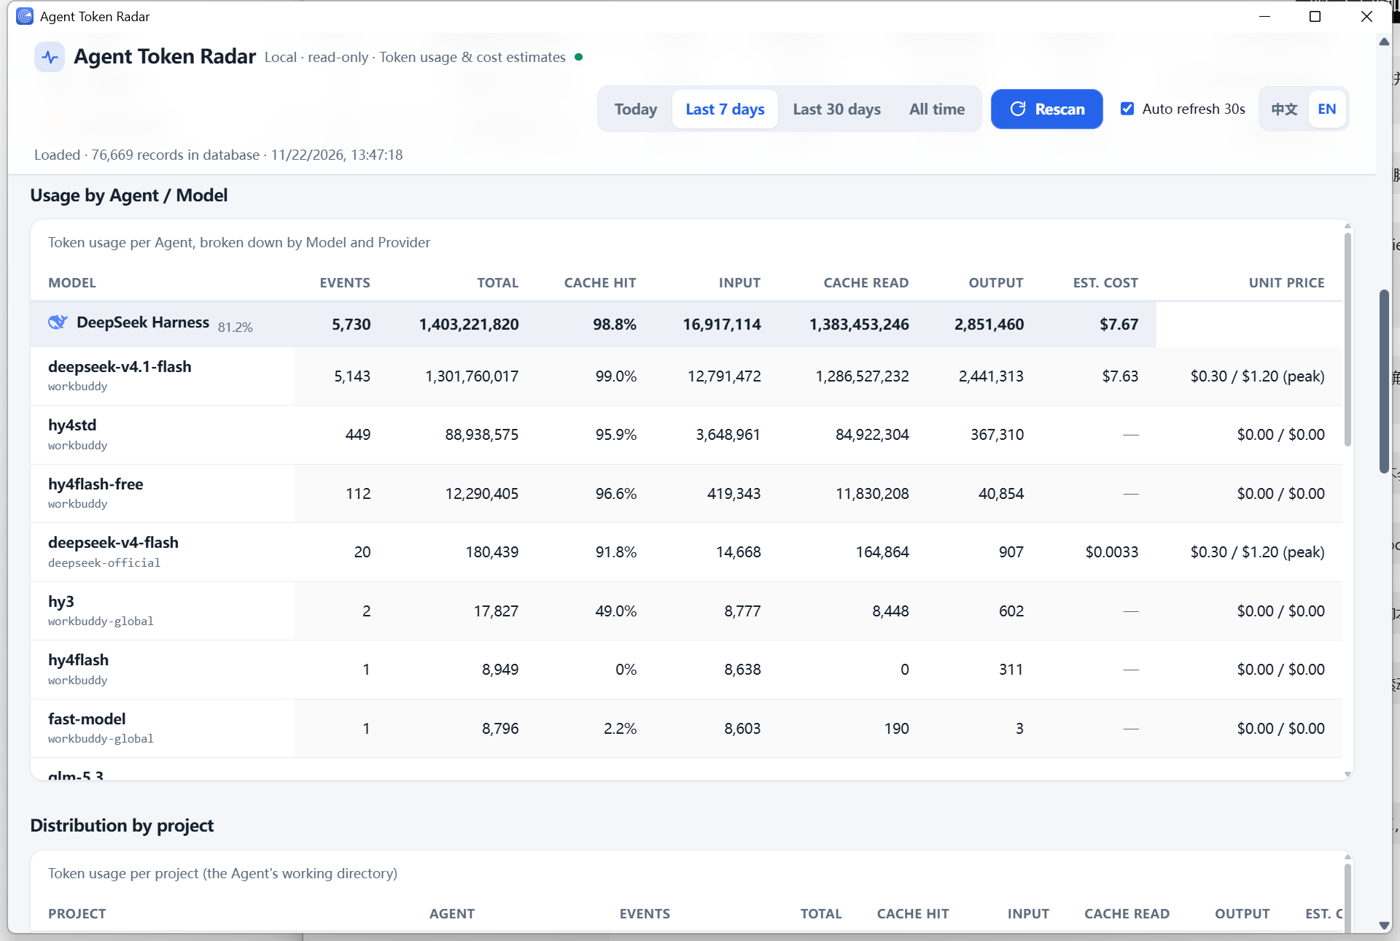 Agent Token Radar
Agent Token Radar Local · read-only · Token usage & cost estimates
Today Last 7 days Last 30 days All time Rescan Auto refresh 30s 中文 EN
Loaded · 76,669 records in database · 11/22/2026, 13:47:18
Usage by Agent / Model
Token usage per Agent, broken down by Model and Provider
MODEL EVENTS TOTAL CACHE HIT INPUT CACHE READ OUTPUT EST. COST UNIT PRICE
DeepSeek Harness 81.2% 5,730 1,403,221,820 98.8% 16,917,114 1,383,453,246 2,851,460 $7.67
deepseek-v4.1-flash
workbuddy
5,143 1,301,760,017 99.0% 12,791,472 1,286,527,232 2,441,313 $7.63 $0.30 / $1.20 (peak)
hy4std
workbuddy
449 88,938,575 95.9% 3,648,961 84,922,304 367,310 — $0.00 / $0.00
hy4flash-free
workbuddy
112 12,290,405 96.6% 419,343 11,830,208 40,854 — $0.00 / $0.00
deepseek-v4-flash
deepseek-official
20 180,439 91.8% 14,668 164,864 907 $0.0033 $0.30 / $1.20 (peak)
hy3
workbuddy-global
2 17,827 49.0% 8,777 8,448 602 — $0.00 / $0.00
hy4flash
workbuddy
1 8,949 0% 8,638 0 311 — $0.00 / $0.00
fast-model
workbuddy-global
1 8,796 2.2% 8,603 190 3 — $0.00 / $0.00
glm-5.3
Distribution by project
Token usage per project (the Agent's working directory)
PROJECT AGENT EVENTS TOTAL CACHE HIT INPUT CACHE READ OUTPUT EST. C